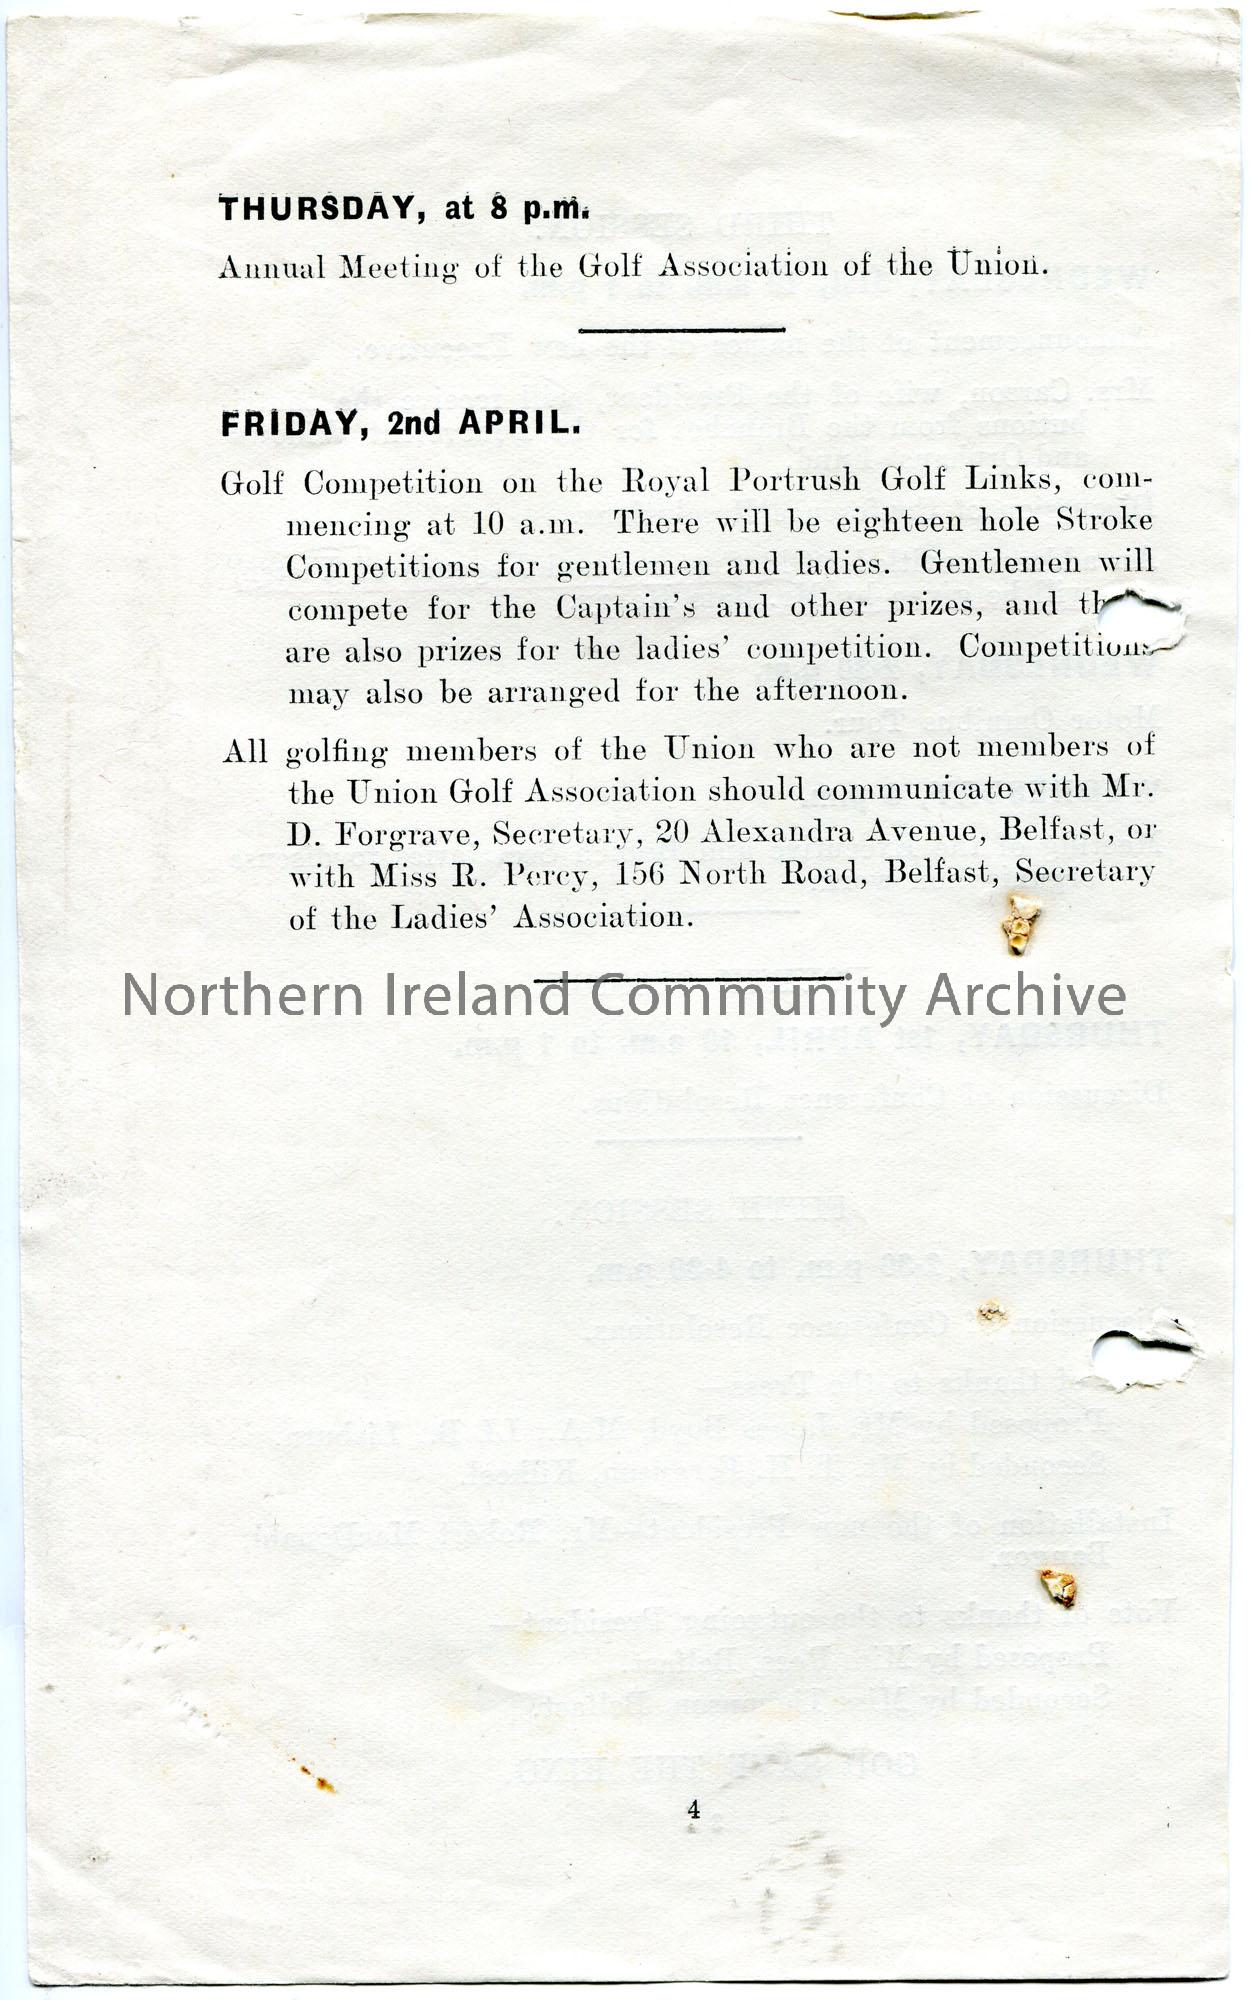 THURSDAY, at 8 p.m.
Annual Meeting of the Golf Association of the Union.
FRIDAY, 2nd APRIL.
Golf Competition on the Royal Portrush Golf Links, com-
mencing at 10 a.m. There will be eighteen hole Stroke
Competitions for gentlemen and ladies. Gentlemen will
compete for the Captain's and other prizes, and
are also prizes for the ladies' competition. Competitions
may also be arranged for the afternoon.
All golfing members of the Union who are not members of
the Union Golf Association should communicate with Mr.
D. Forgrave, Secretary, 20 Alexandra Avenue, Belfast, or
with Miss R. Percy, 156 North Road, Belfast, Secretary
of the Ladies' Association.
Northern Ireland Community Archive
4